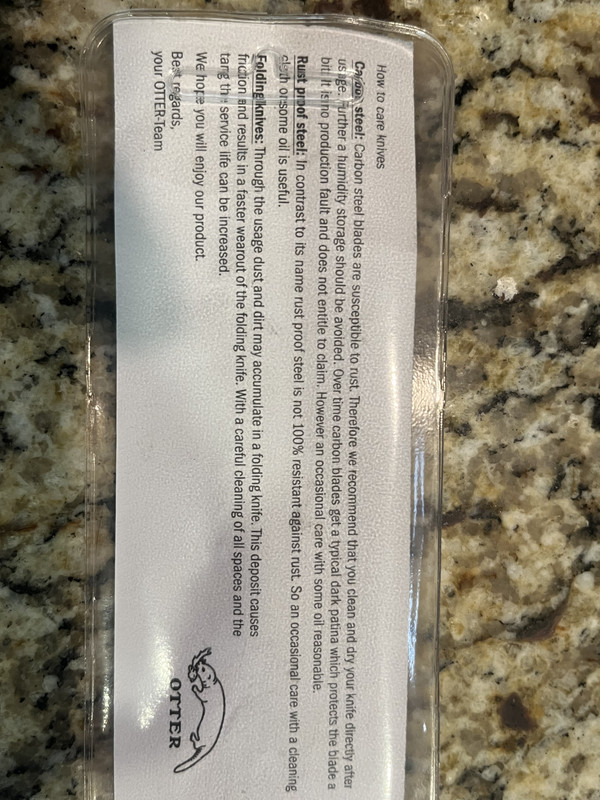 How to care knives
Carbon steel: Carbon steel blades are susceptible to rust. Therefore we recommend that you clean and dry your knife directly after
usage. Further a humidity storage should be avoided. Over time carbon blades get a typical dark patina which protects the blade a
bit. It is no production fault and does not entitle to claim. However an occasional care with some oil reasonable.
Rust proof steel: In contrast to its name rust proof steel is not 100% resistant against rust. So an occasional care with a cleaning
cloth or some oil is useful.
Folding knives: Through the usage dust and dirt may accumulate in a folding knife. This deposit causes
friction and results in a faster wearout of the folding knife. With a careful cleaning of all spaces and the
tang the service life can be increased.
We hope you will enjoy our product.
Best regards,
your OTTER-Team
OTTER